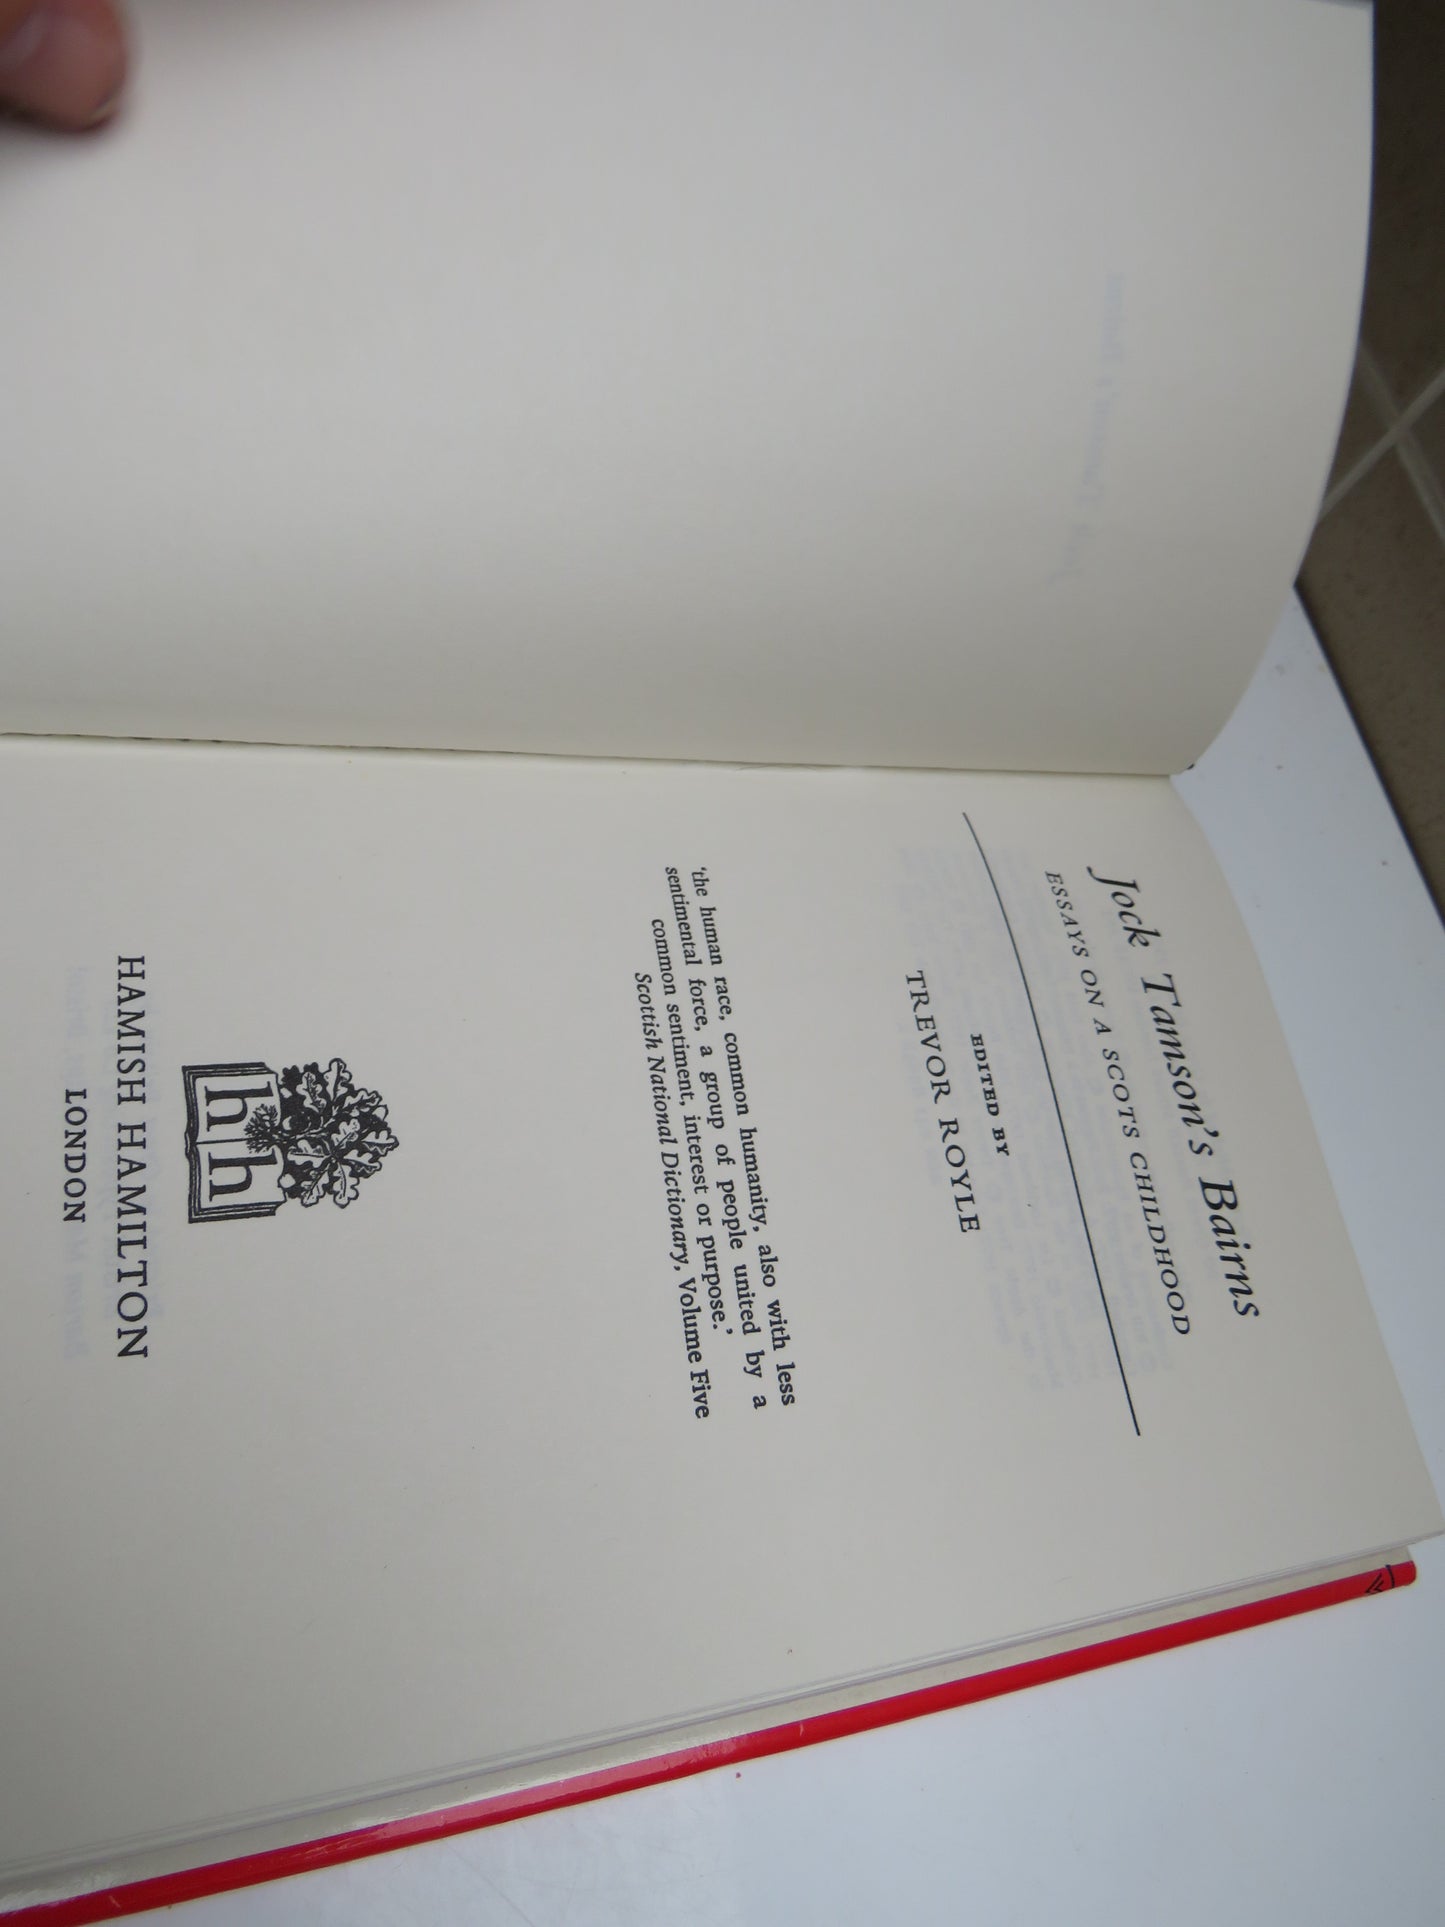 Jock Tamson's Bairns
ESSAYS ON A SCOTS CHILDHOOD
EDITED BY
TREVOR ROYLE
'the human race, common humanity, also with less
sentimental force, a group of people united by a
common sentiment, interest or purpose.'
Scottish National Dictionary, Volume Five
hh
HAMISH HAMILTON
LONDON